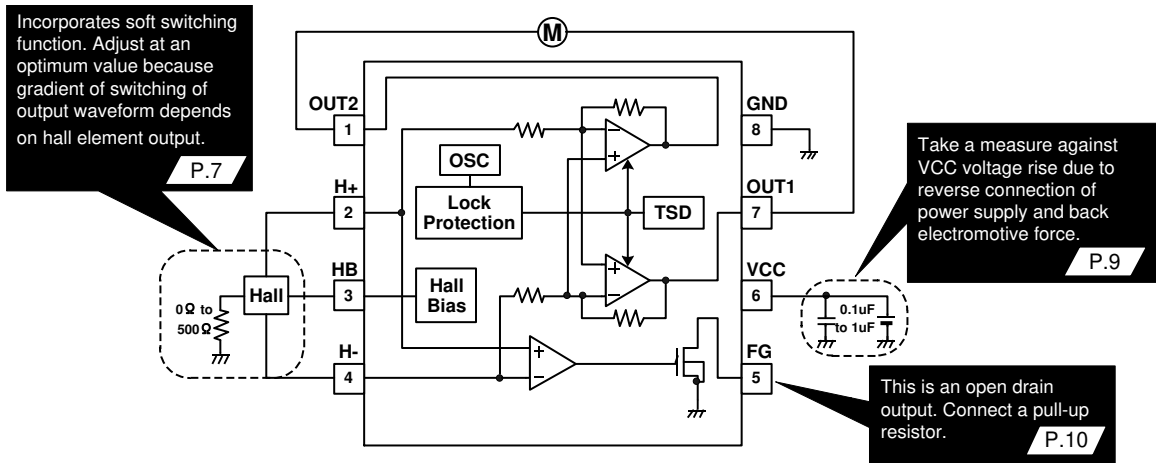 Incorporates soft switching
function. Adjust at an
optimum value because
gradient of switching of
output waveform depends
on hall element output.
P.7
M
OUT2
1
GND
8
OSC
Lock
Protection
TSD
H+
2
OUT1
7
Take a measure against
VCC voltage rise due to
reverse connection of
power supply and back
electromotive force.
P.9
HB
3
Hall
Bias
VCC
6
Hall
0Ω to
500Ω
0.1uF
to 1uF
H-
4
FG
5
This is an open drain
output. Connect a pull-up
resistor.
P.10
−
+
+
−
+
−